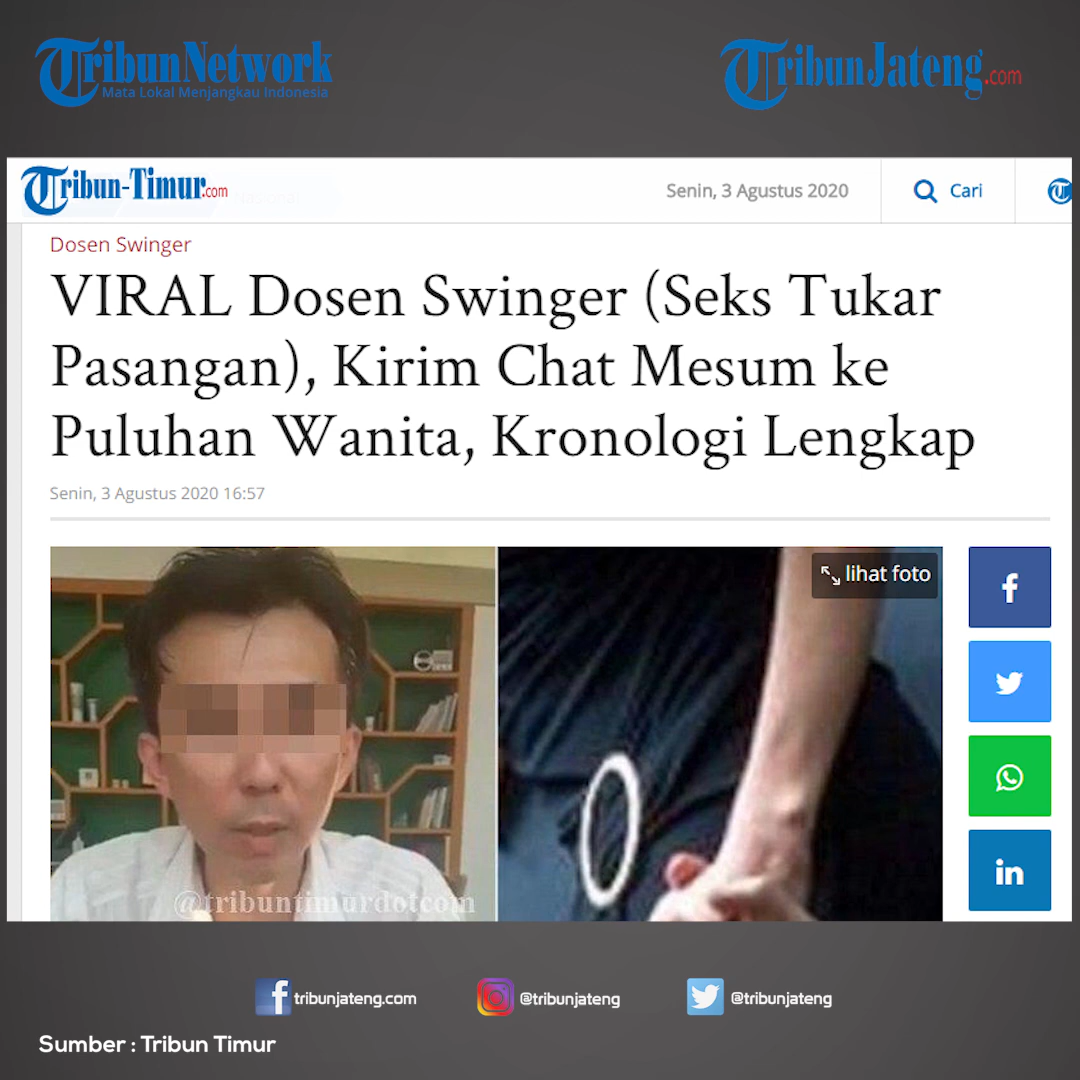 TribunNetwork
Mata Lokal Menjangkau Indonesia
TribunJateng.com
Tribun-Timur.com
Senin, 3 Agustus 2020
Cari
Dosen Swinger
VIRAL Dosen Swinger (Seks Tukar
Pasangan), Kirim Chat Mesum ke
Puluhan Wanita, Kronologi Lengkap
Senin, 3 Agustus 2020 16:57
lihat foto
@tribuntimurdotcom
tribunjateng.com
@tribunjateng
@tribunjateng
Sumber : Tribun Timur